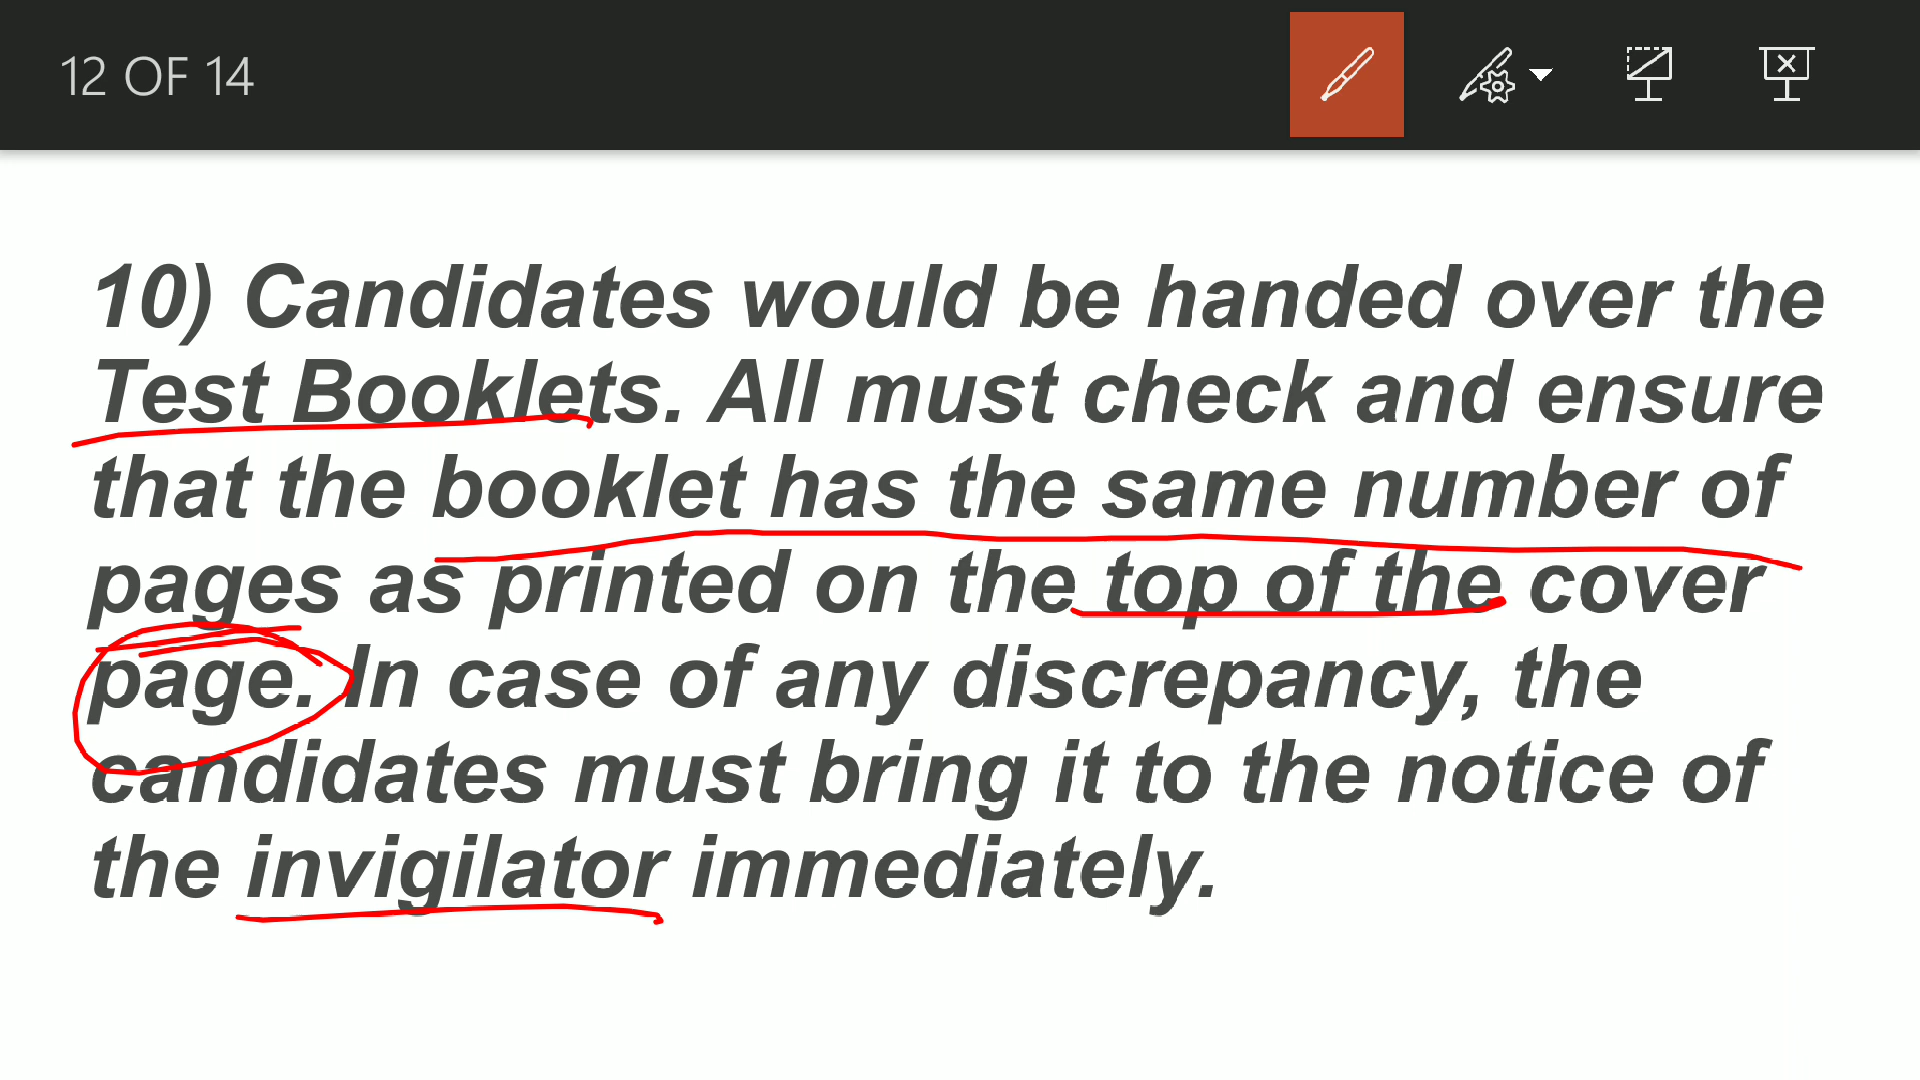 12 OF 14
10) Candidates would be handed over the
Test Booklets. All must check and ensure
that the booklet has the same number of
pages as printed on the top of the cover
page. In case of any discrepancy, the
candidates must bring it to the notice of
the invigilator immediately.